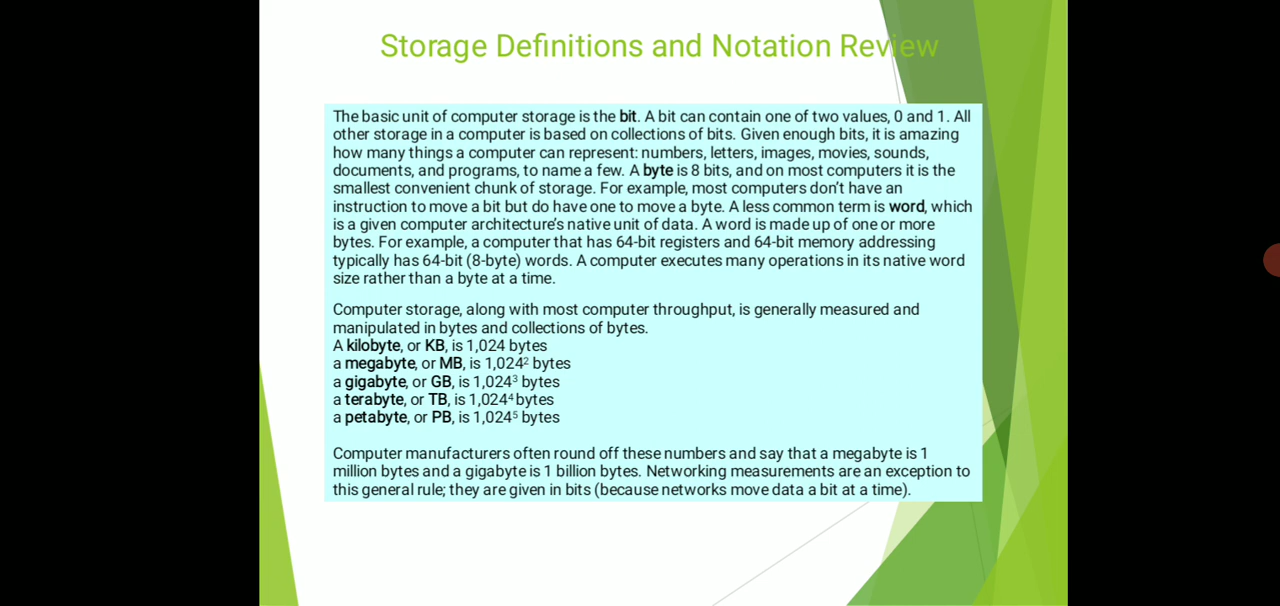 Storage Definitions and Notation Review
The basic unit of computer storage is the bit. A bit can contain one of two values, 0 and 1. All
other storage in a computer is based on collections of bits. Given enough bits, it is amazing
how many things a computer can represent: numbers, letters, images, movies, sounds,
documents, and programs, to name a few. A byte is 8 bits, and on most computers it is the
smallest convenient chunk of storage. For example, most computers don’t have an
instruction to move a bit but do have one to move a byte. A less common term is word, which
is a given computer architecture’s native unit of data. A word is made up of one or more
bytes. For example, a computer that has 64-bit registers and 64-bit memory addressing
typically has 64-bit (8-byte) words. A computer executes many operations in its native word
size rather than a byte at a time.
Computer storage, along with most computer throughput, is generally measured and
manipulated in bytes and collections of bytes.
A kilobyte, or KB, is 1,024 bytes
a megabyte, or MB, is 1,024² bytes
a gigabyte, or GB, is 1,024³ bytes
a terabyte, or TB, is 1,024⁴ bytes
a petabyte, or PB, is 1,024⁵ bytes
Computer manufacturers often round off these numbers and say that a megabyte is 1
million bytes and a gigabyte is 1 billion bytes. Networking measurements are an exception to
this general rule; they are given in bits (because networks move data a bit at a time).